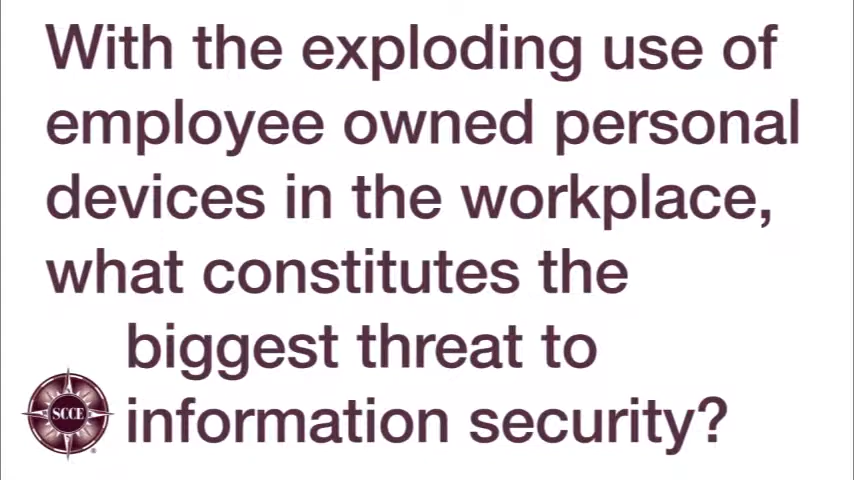 With the exploding use of
employee owned personal
devices in the workplace,
what constitutes the
biggest threat to
information security?
SCCE
®